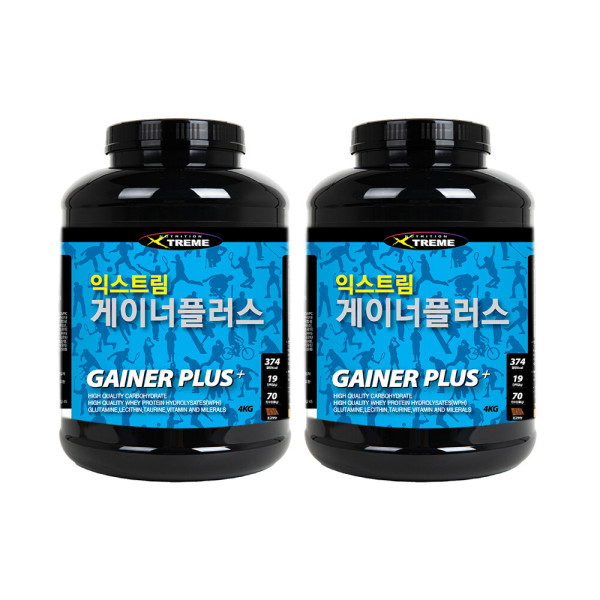 NUTRITION
XTREME
익스트림
게이너플러스
GAINER PLUS+
HIGH QUALITY CARBOHYDRATE
HIGH QUALITY WHEY PROTEIN HYDROLYSATES(WPH)
GLUTAMINE,LECITHIN,TAURINE,VITAMIN AND MILERALS
4KG
374
19
70
NUTRITION
XTREME
익스트림
게이너플러스
GAINER PLUS+
HIGH QUALITY CARBOHYDRATE
HIGH QUALITY WHEY PROTEIN HYDROLYSATES(WPH)
GLUTAMINE,LECITHIN,TAURINE,VITAMIN AND MILERALS
4KG
374
19
70